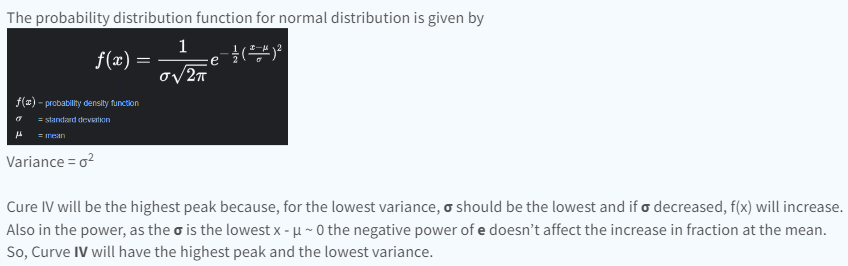 The probability distribution function for normal distribution is given by
f(x) = 1/(σ√2π) e^(-1/2((x-μ)/σ)^2)
f(x) = probability density function
σ = standard deviation
μ = mean
Variance = σ²
Cure IV will be the highest peak because, for the lowest variance, σ should be the lowest and if σ decreased, f(x) will increase.
Also in the power, as the σ is the lowest x - μ ~ 0 the negative power of e doesn't affect the increase in fraction at the mean.
So, Curve IV will have the highest peak and the lowest variance.